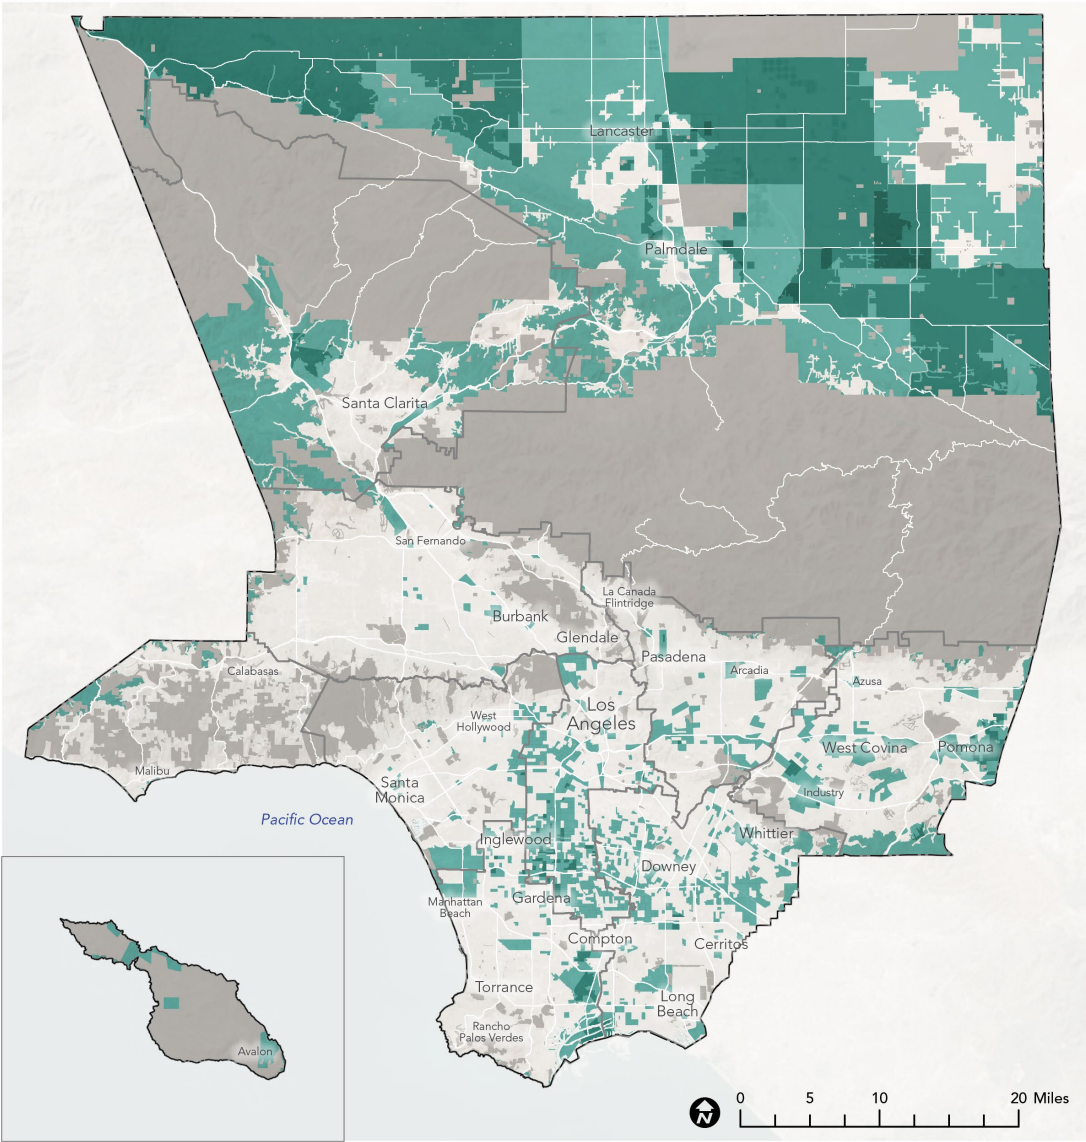 Lancaster
Palmdale
Santa Clarita
San Fernando
La Canada
Flintridge
Burbank
Glendale
Pasadena
Arcadia
Azusa
Calabasas
West
Hollywood
Los
Angeles
West Covina
Pomona
Malibu
Santa
Monica
Industry
Pacific Ocean
Inglewood
Whittier
Downey
Manhattan
Beach
Gardena
Compton
Cerritos
Torrance
Long
Beach
Rancho
Palos Verdes
Avalon
N
0 5 10 20 Miles